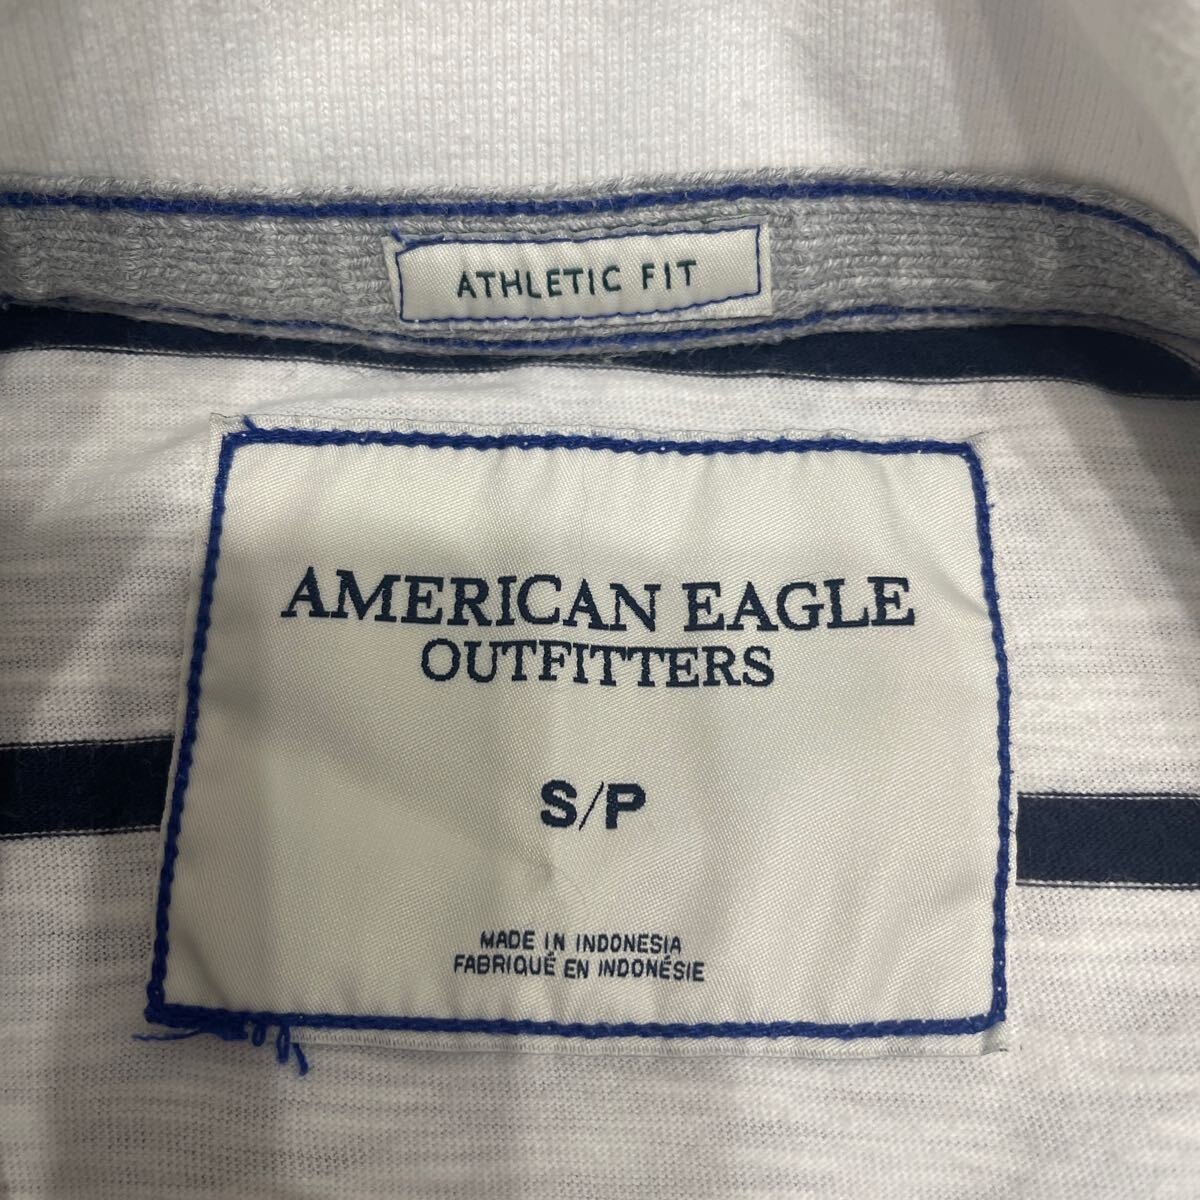 ATHLETIC FIT
AMERICAN EAGLE
OUTFITTERS
S/P
MADE IN INDONESIA
FABRIQUÉ EN INDONÉSIE